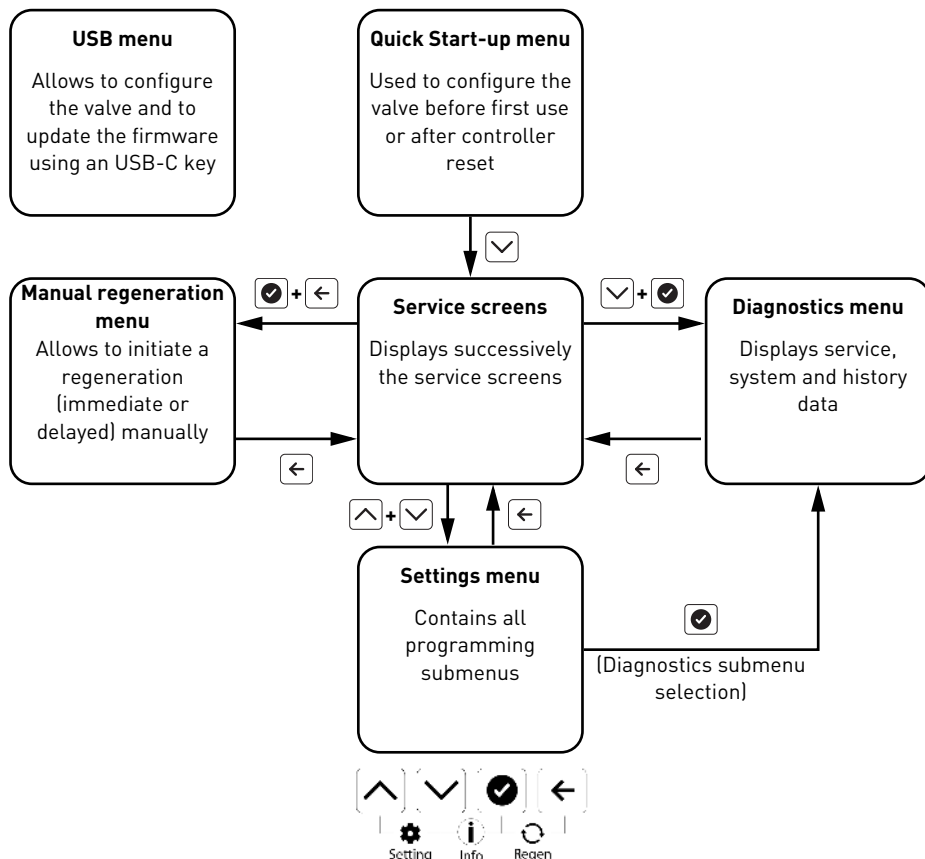 USB menu
Allows to configure
the valve and to
update the firmware
using an USB-C key
Quick Start-up menu
Used to configure the
valve before first use
or after controller
reset
Manual regeneration
menu
Allows to initiate a
regeneration
(immediate or
delayed) manually
+
Service screens
Displays successively
the service screens
+
Diagnostics menu
Displays service,
system and history
data
+
Settings menu
Contains all
programming
submenus
(Diagnostics submenu
selection)
Setting Info Regen